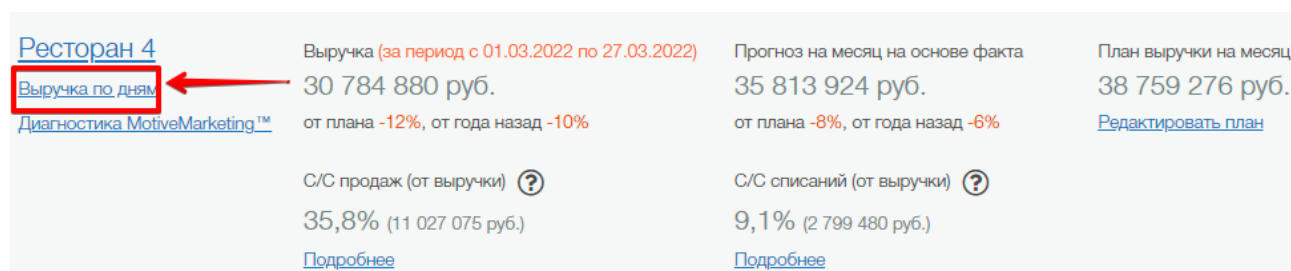 Ресторан 4
Выручка по дням
Диагностика MotiveMarketing™
Выручка (за период с 01.03.2022 по 27.03.2022)
30 784 880 руб.
от плана -12%, от года назад -10%
Прогноз на месяц на основе факта
35 813 924 руб.
от плана -8%, от года назад -6%
План выручки на месяц
38 759 276 руб.
Редактировать план
С/С продаж (от выручки) ?
35,8% (11 027 075 руб.)
Подробнее
С/С списаний (от выручки) ?
9,1% (2 799 480 руб.)
Подробнее